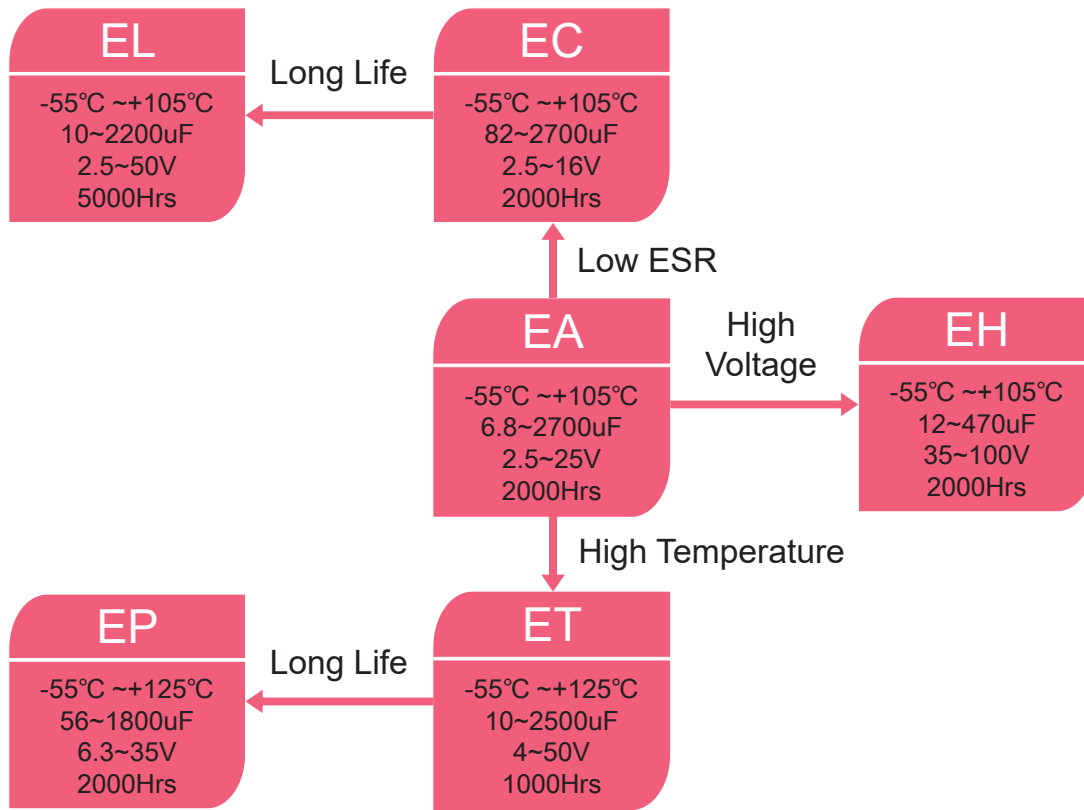 EL
-55℃ ~+105℃
10~2200uF
2.5~50V
5000Hrs
Long Life
EC
-55℃ ~+105℃
82~2700uF
2.5~16V
2000Hrs
Low ESR
EA
-55℃ ~+105℃
6.8~2700uF
2.5~25V
2000Hrs
High
Voltage
EH
-55℃ ~+105℃
12~470uF
35~100V
2000Hrs
High Temperature
EP
-55℃ ~+125℃
56~1800uF
6.3~35V
2000Hrs
Long Life
ET
-55℃ ~+125℃
10~2500uF
4~50V
1000Hrs